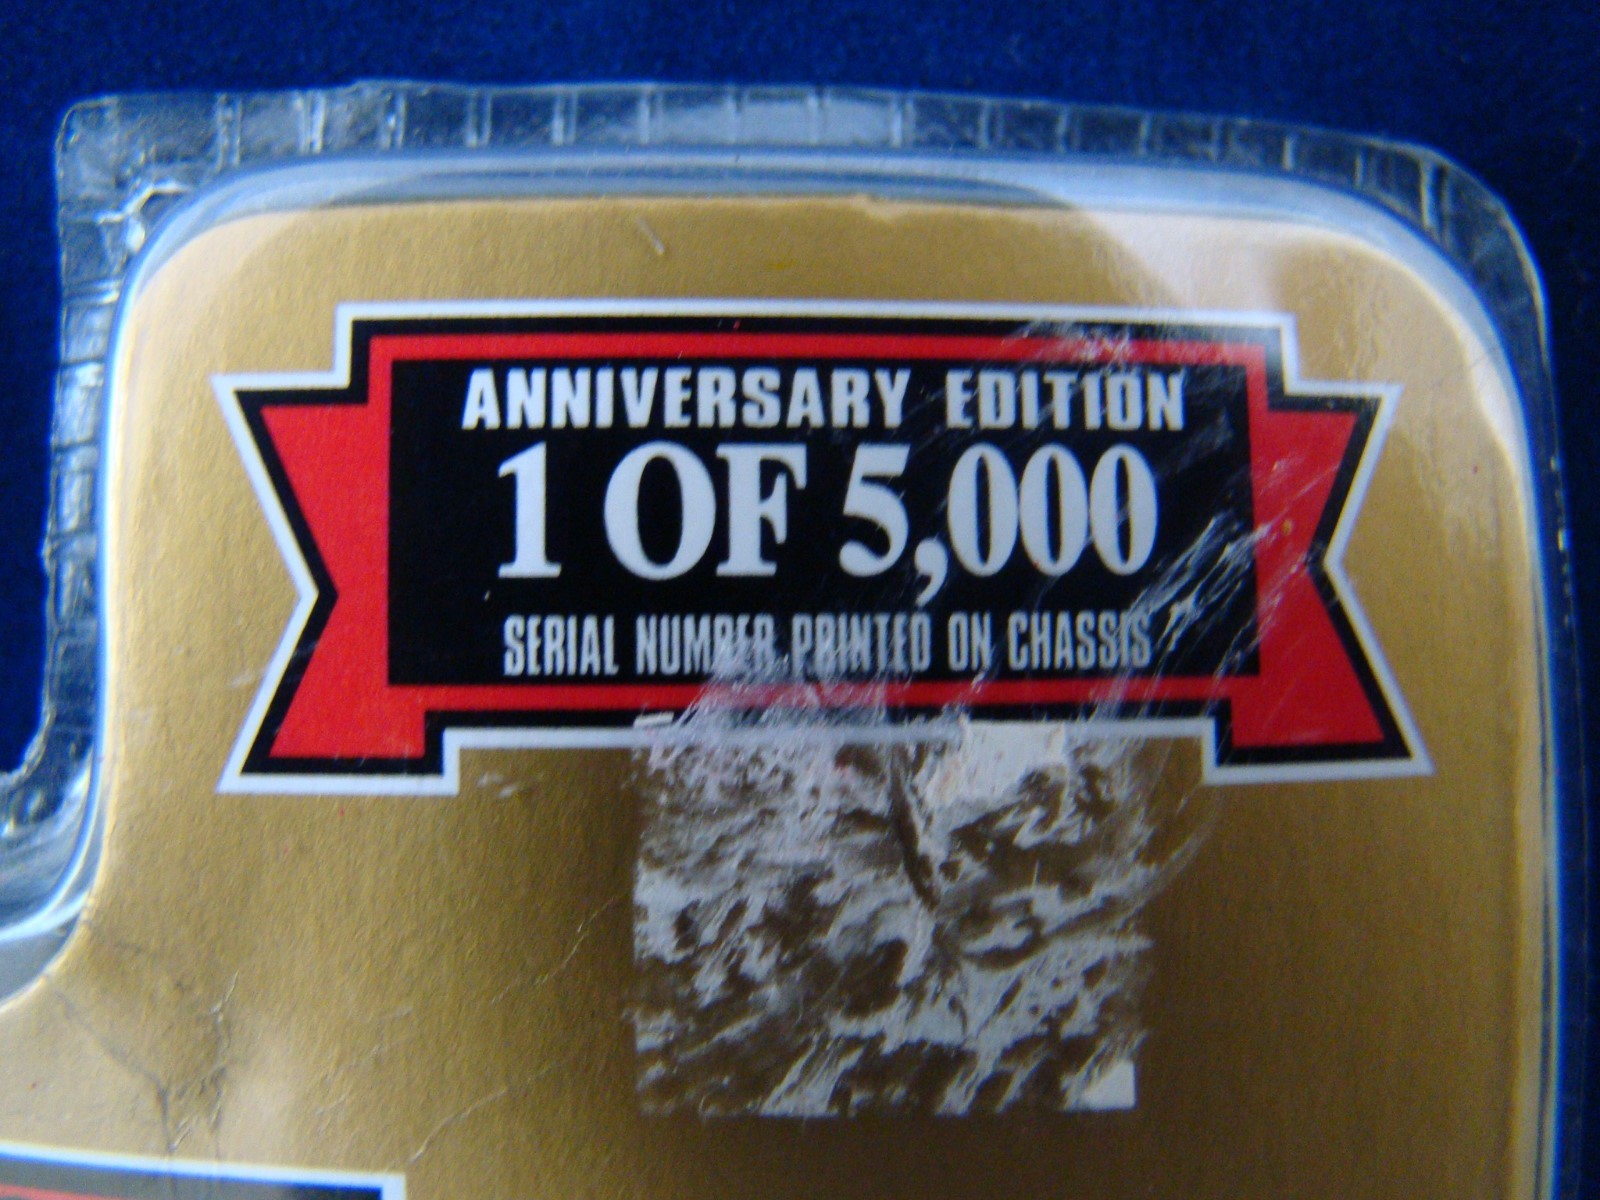 ANNIVERSARY EDITION
1 OF 5,000
SERIAL NUMBER PRINTED ON CHASSIS